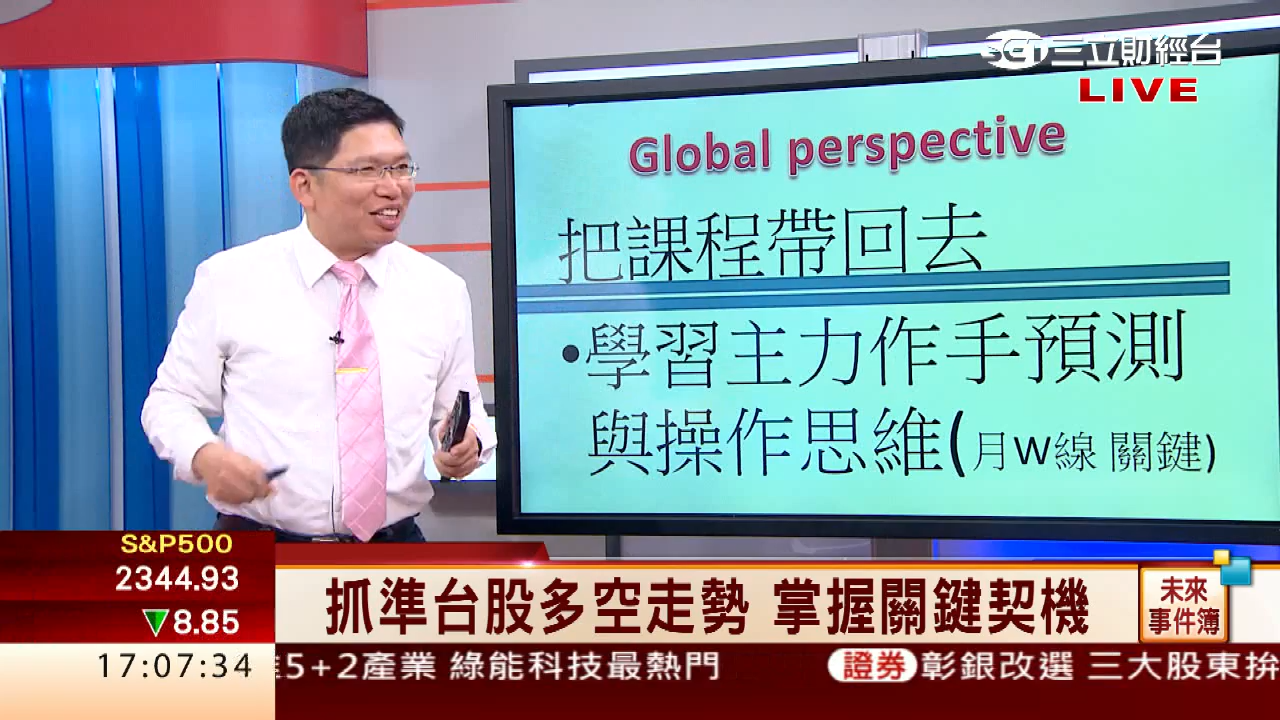 SET三立財經台
LIVE
Global perspective
把課程帶回去
•學習主力作手預測
與操作思維(月W線 關鍵)
S&P500
2344.93
▼8.85
抓準台股多空走勢 掌握關鍵契機
未來
事件簿
17:07:34
5+2產業 綠能科技最熱門
證券 彰銀改選 三大股東拚